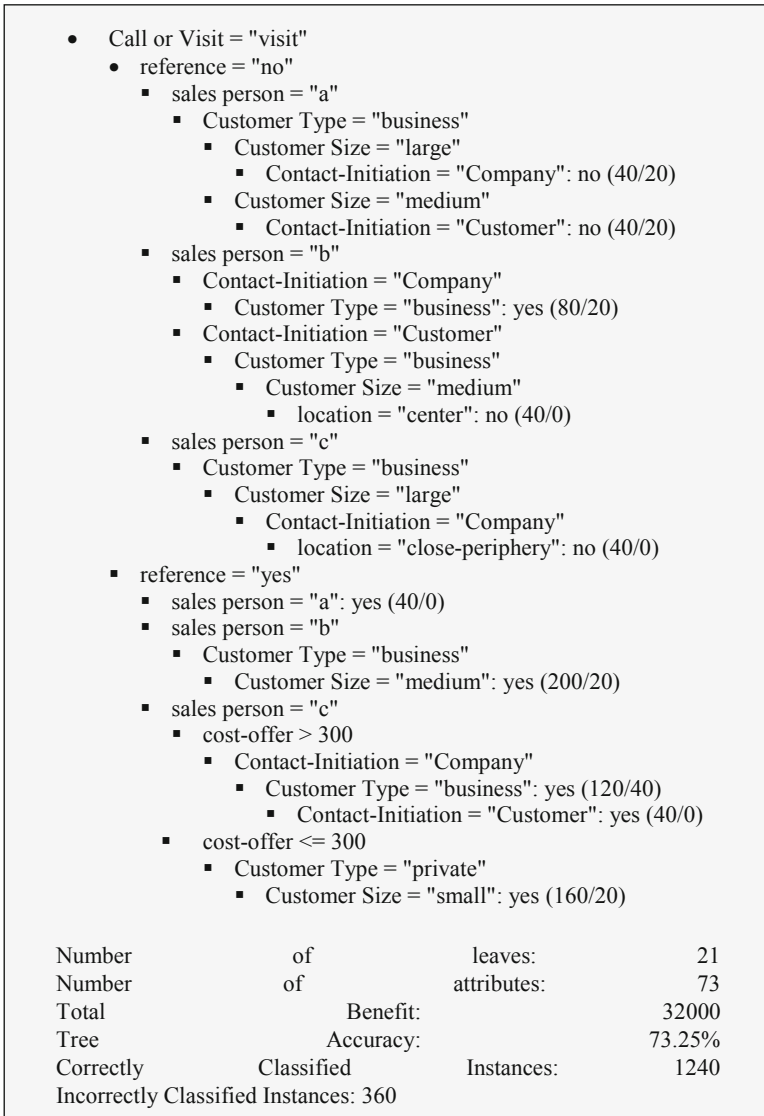 • Call or Visit = "visit"
• reference = "no"
▪ sales person = "a"
▪ Customer Type = "business"
▪ Customer Size = "large"
▪ Contact-Initiation = "Company": no (40/20)
▪ Customer Size = "medium"
▪ Contact-Initiation = "Customer": no (40/20)
▪ sales person = "b"
▪ Contact-Initiation = "Company"
▪ Customer Type = "business": yes (80/20)
▪ Contact-Initiation = "Customer"
▪ Customer Type = "business"
▪ Customer Size = "medium"
▪ location = "center": no (40/0)
▪ sales person = "c"
▪ Customer Type = "business"
▪ Customer Size = "large"
▪ Contact-Initiation = "Company"
▪ location = "close-periphery": no (40/0)
▪ reference = "yes"
▪ sales person = "a": yes (40/0)
▪ sales person = "b"
▪ Customer Type = "business"
▪ Customer Size = "medium": yes (200/20)
▪ sales person = "c"
▪ cost-offer > 300
▪ Contact-Initiation = "Company"
▪ Customer Type = "business": yes (120/40)
▪ Contact-Initiation = "Customer": yes (40/0)
▪ cost-offer <= 300
▪ Customer Type = "private"
▪ Customer Size = "small": yes (160/20)
Number of leaves: 21
Number of attributes: 73
Total Benefit: 32000
Tree Accuracy: 73.25%
Correctly Classified Instances: 1240
Incorrectly Classified Instances: 360